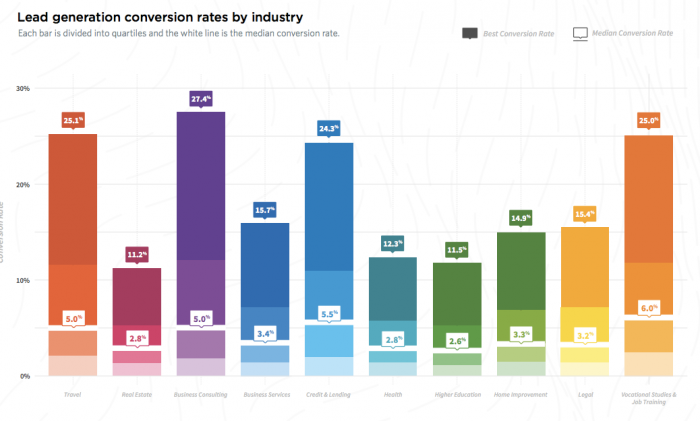 Lead generation conversion rates by industry
Each bar is divided into quartiles and the white line is the median conversion rate.
Best Conversion Rate
Median Conversion Rate
30%
20%
10%
0%
Conversion Rate
25.1%
11.2%
27.4%
15.7%
24.3%
12.3%
11.5%
14.9%
15.4%
25.0%
5.0%
2.8%
5.0%
3.4%
5.5%
2.8%
2.6%
3.3%
3.2%
6.0%
Travel
Real Estate
Business Consulting
Business Services
Credit & Lending
Health
Higher Education
Home Improvement
Legal
Vocational Studies &
Job Training